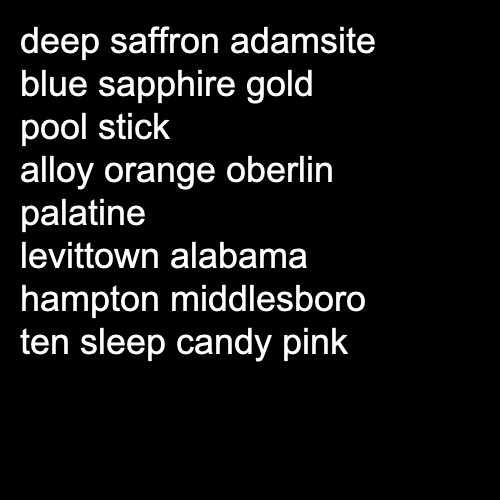 deep saffron adamsite
blue sapphire gold
pool stick
alloy orange oberlin
palatine
levittown alabama
hampton middlesboro
ten sleep candy pink